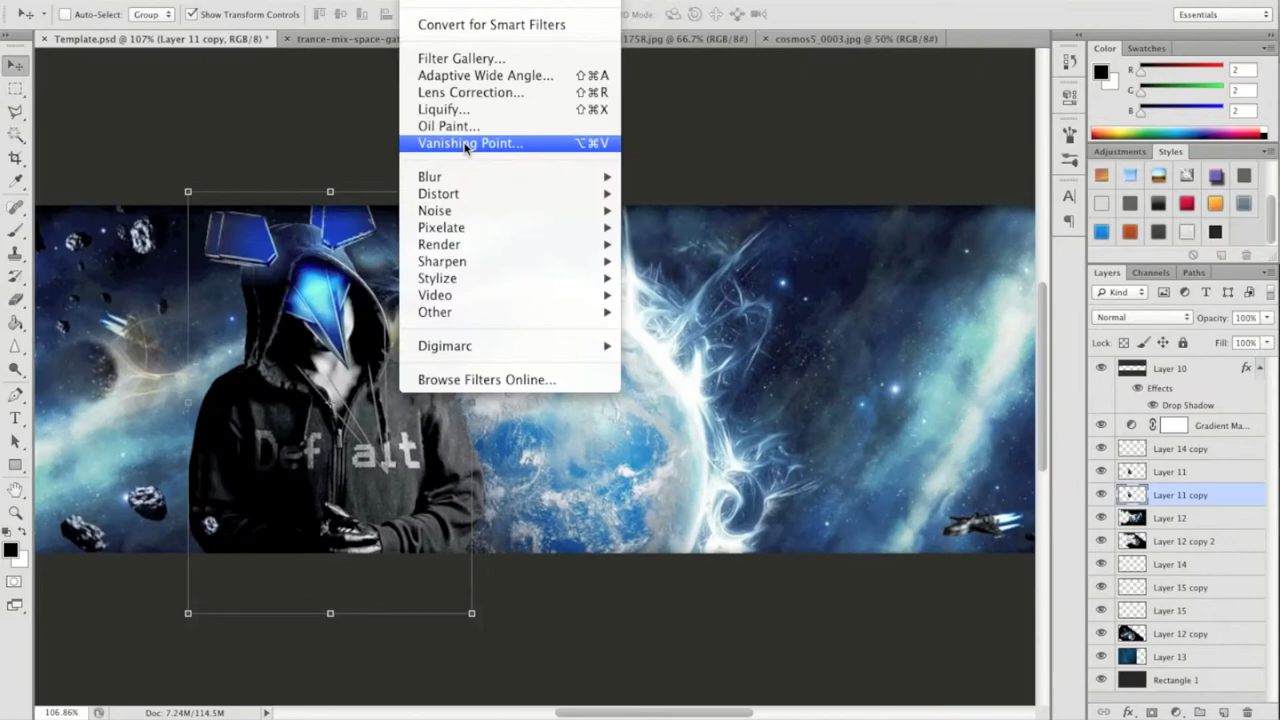 Auto-Select: Group Show Transform Controls Essentials
Template.psd @ 107% (Layer 11 copy, RGB/8) * trance-mix-space-gat 1758.jpg @ 66.7% (RGB/8#) cosmos5_0003.jpg @ 50% (RGB/8#)
Convert for Smart Filters
Filter Gallery...
Adaptive Wide Angle... ⇧⌘A
Lens Correction... ⇧⌘R
Liquify... ⇧⌘X
Oil Paint...
Vanishing Point... ⌥⌘V
Blur
Distort
Noise
Pixelate
Render
Sharpen
Stylize
Video
Other
Digimarc
Browse Filters Online...
Color Swatches
R 2
G 2
B 2
Adjustments Styles
Layers Channels Paths
Kind
Normal Opacity: 100%
Lock: Fill: 100%
Layer 10 fx
Effects
Drop Shadow
Gradient Ma...
Layer 14 copy
Layer 11
Layer 11 copy
Layer 12
Layer 12 copy 2
Layer 14
Layer 15 copy
Layer 15
Layer 12 copy
Layer 13
Rectangle 1
106.86% Doc: 7.24M/114.5M